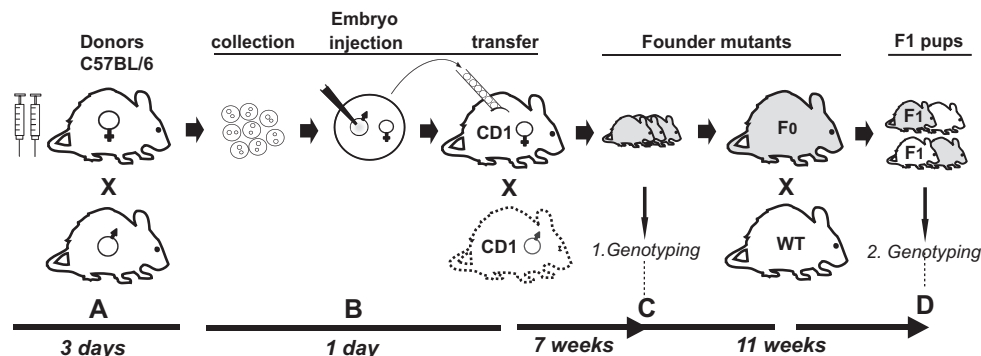 Donors
C57BL/6
Embryo
collection injection transfer
Founder mutants
F1 pups
CD1
F0
F1
F1
X
X
X
CD1
WT
1.Genotyping
2. Genotyping
A
B
C
D
3 days
1 day
7 weeks
11 weeks